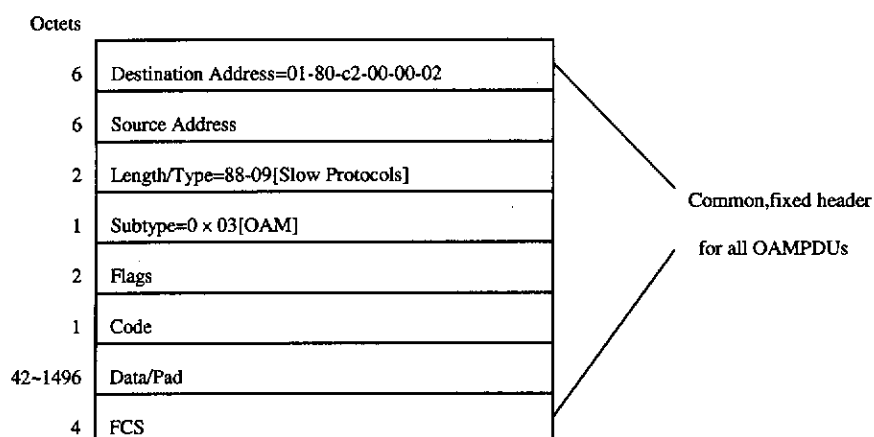 Octets
6 Destination Address=01-80-c2-00-00-02
6 Source Address
2 Length/Type=88-09[Slow Protocols]
1 Subtype=0 × 03[OAM]
2 Flags
1 Code
42~1496 Data/Pad
4 FCS
Common,fixed header
for all OAMPDUs